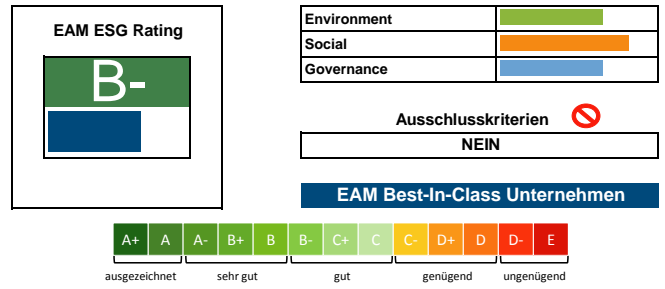 EAM ESG Rating
B-
Environment
Social
Governance
Ausschlusskriterien
NEIN
EAM Best-In-Class Unternehmen
A+ A A- B+ B B- C+ C C- D+ D D- E
ausgezeichnet sehr gut gut genügend ungenügend